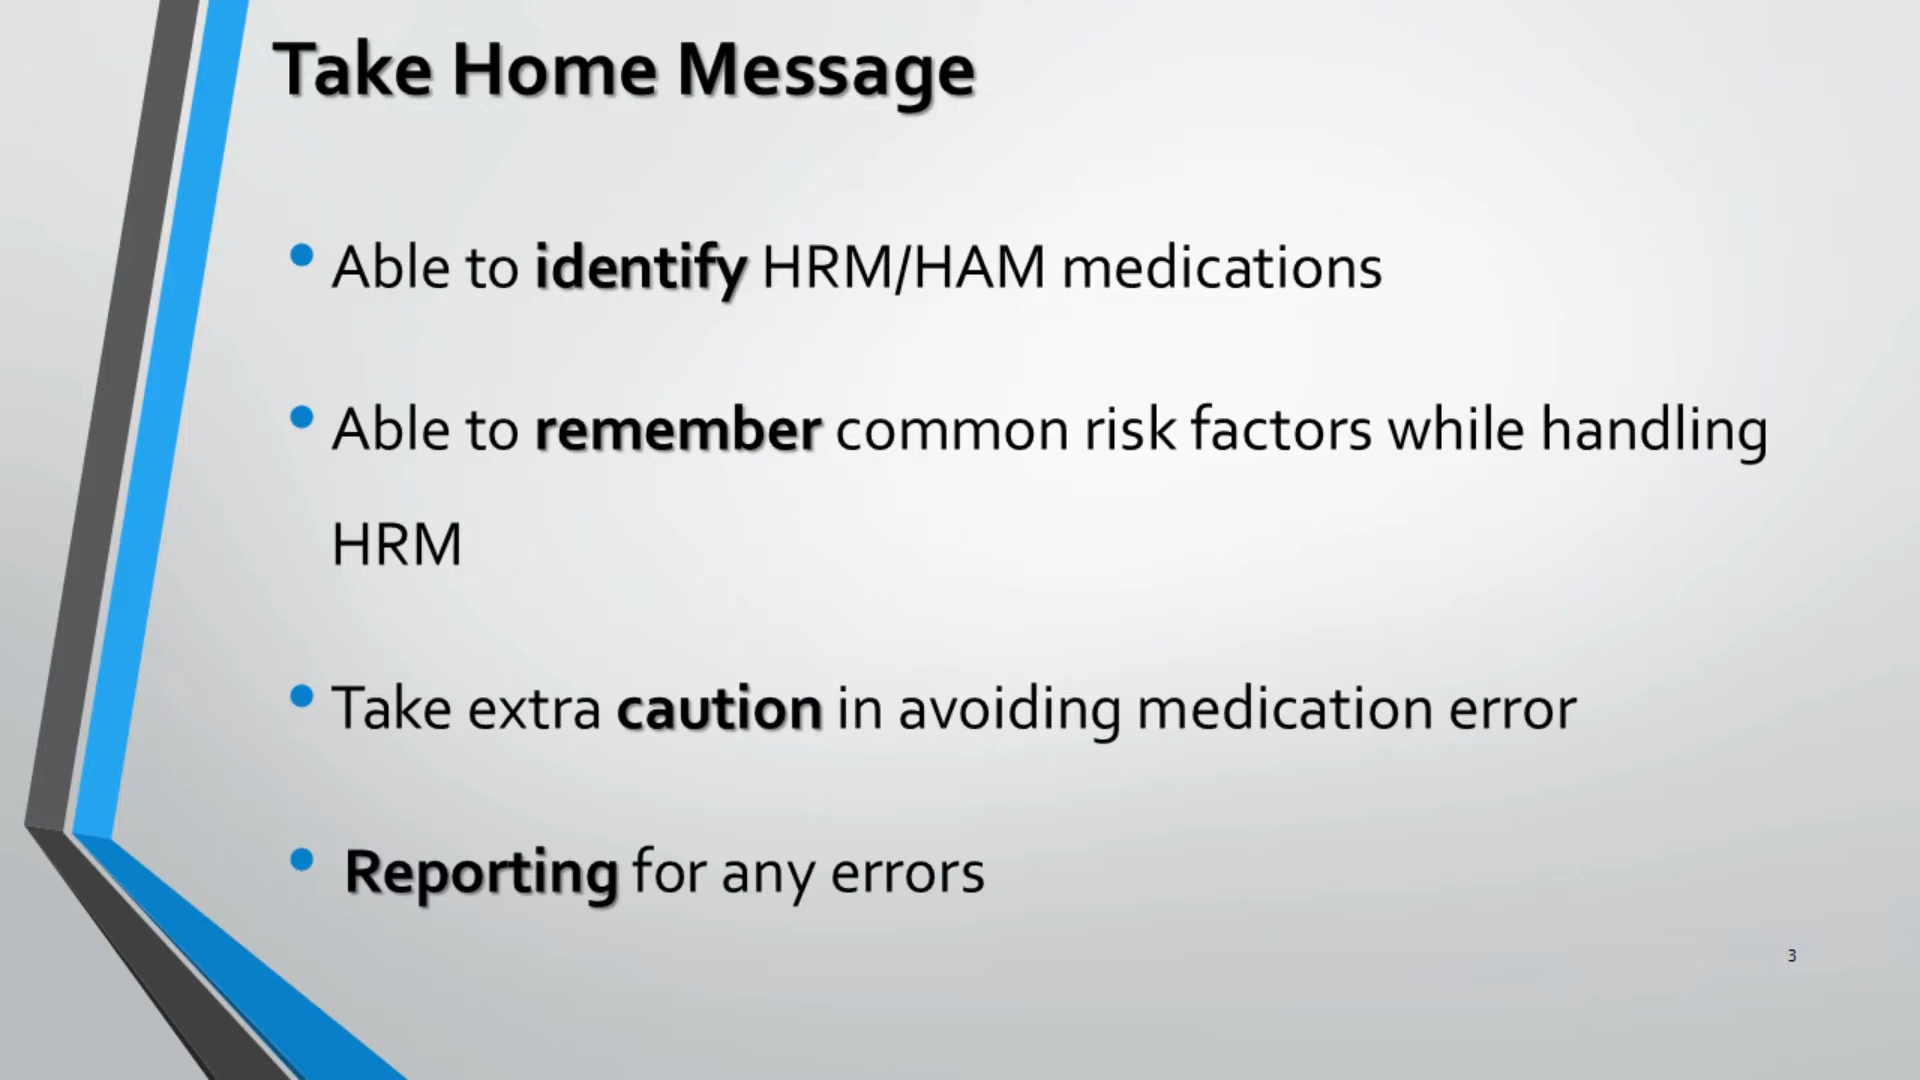 Take Home Message
• Able to identify HRM/HAM medications
• Able to remember common risk factors while handling
HRM
• Take extra caution in avoiding medication error
• Reporting for any errors
3